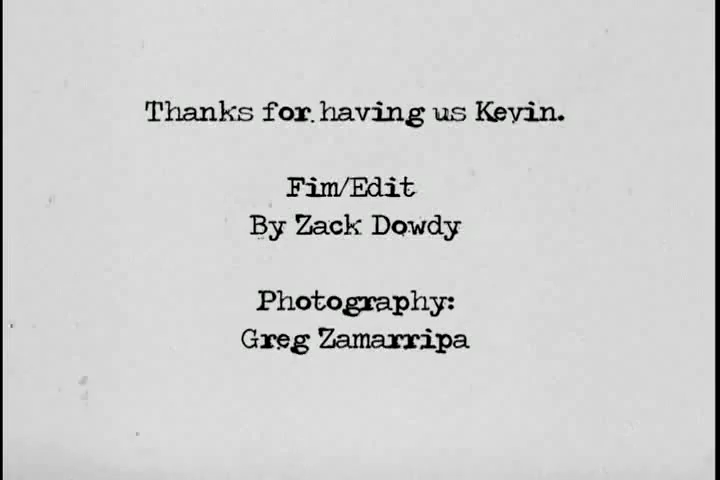 Thanks for having us Kevin.
Fim/Edit
By Zack Dowdy
Photography:
Greg Zamarripa